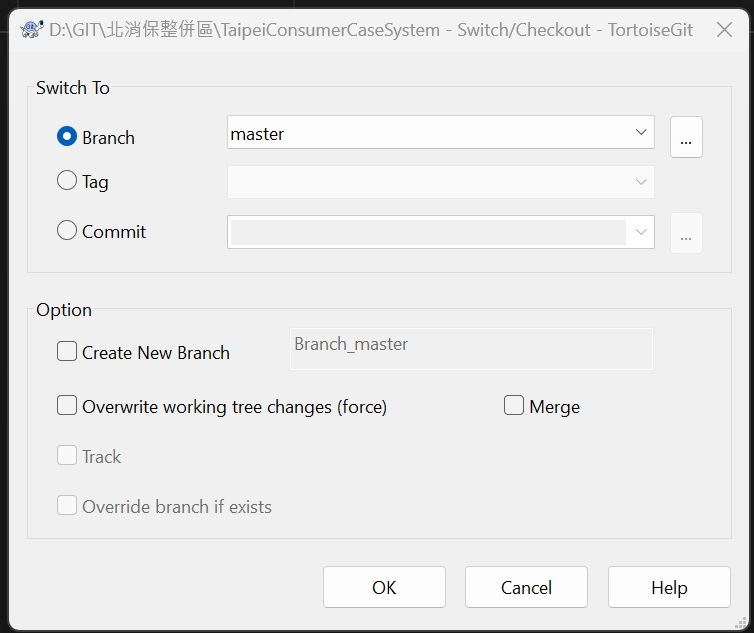 D:\GIT\北消保整併區\TaipeiConsumerCaseSystem - Switch/Checkout - TortoiseGit
Switch To
Branch
master
...
Tag
Commit
...
Option
Create New Branch
Branch_master
Overwrite working tree changes (force)
Merge
Track
Override branch if exists
OK
Cancel
Help